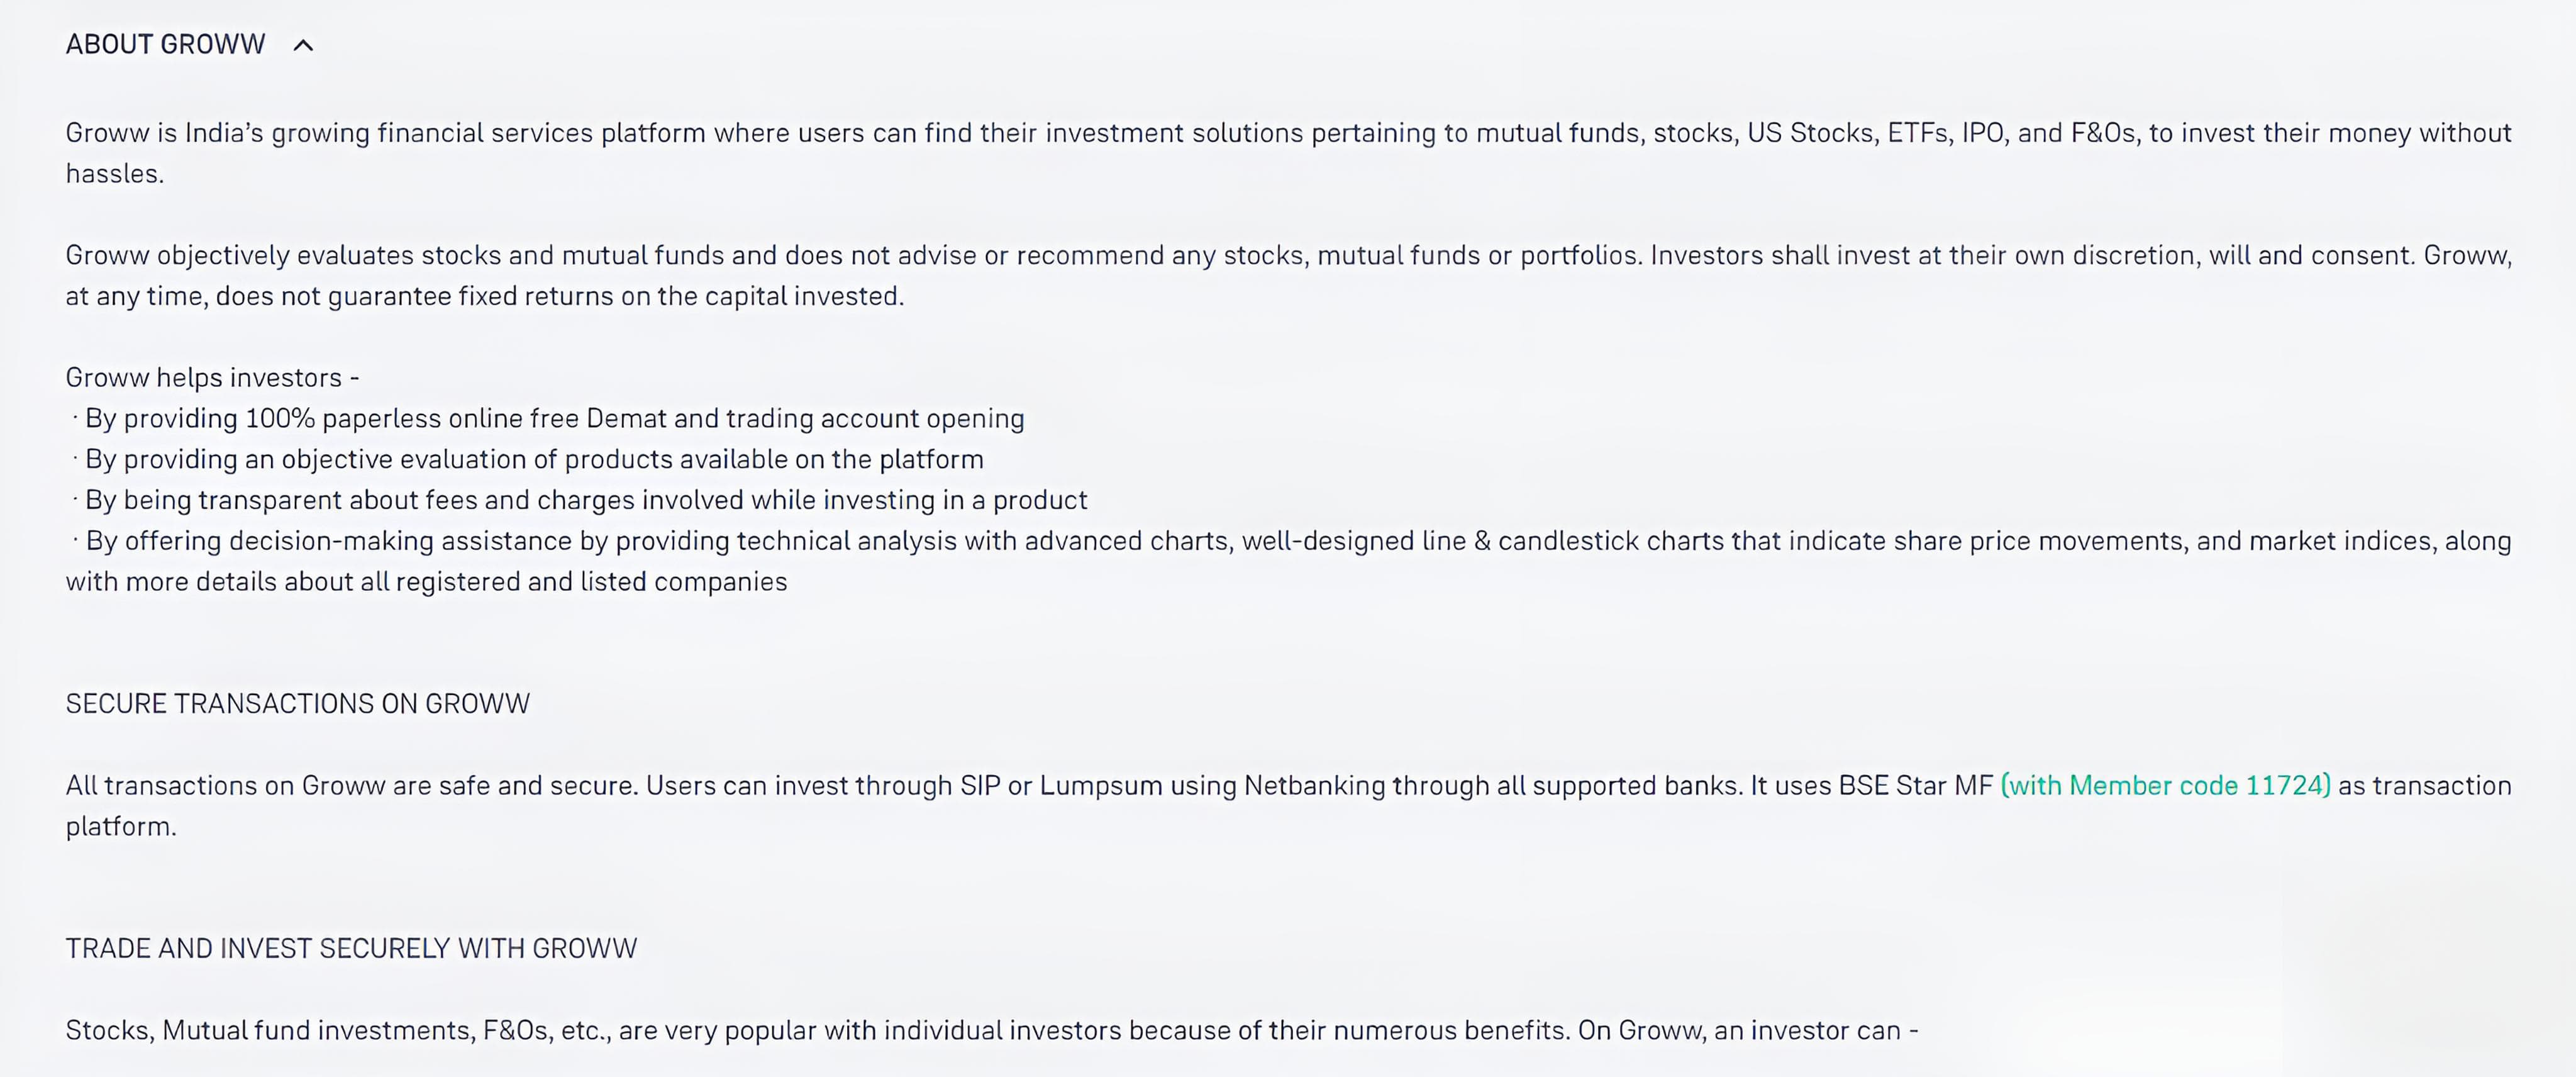 ABOUT GROWW
Groww is India’s growing financial services platform where users can find their investment solutions pertaining to mutual funds, stocks, US Stocks, ETFs, IPO, and F&Os, to invest their money without
hassles.
Groww objectively evaluates stocks and mutual funds and does not advise or recommend any stocks, mutual funds or portfolios. Investors shall invest at their own discretion, will and consent. Groww,
at any time, does not guarantee fixed returns on the capital invested.
Groww helps investors -
· By providing 100% paperless online free Demat and trading account opening
· By providing an objective evaluation of products available on the platform
· By being transparent about fees and charges involved while investing in a product
· By offering decision-making assistance by providing technical analysis with advanced charts, well-designed line & candlestick charts that indicate share price movements, and market indices, along
with more details about all registered and listed companies
SECURE TRANSACTIONS ON GROWW
All transactions on Groww are safe and secure. Users can invest through SIP or Lumpsum using Netbanking through all supported banks. It uses BSE Star MF (with Member code 11724) as transaction
platform.
TRADE AND INVEST SECURELY WITH GROWW
Stocks, Mutual fund investments, F&Os, etc., are very popular with individual investors because of their numerous benefits. On Groww, an investor can -